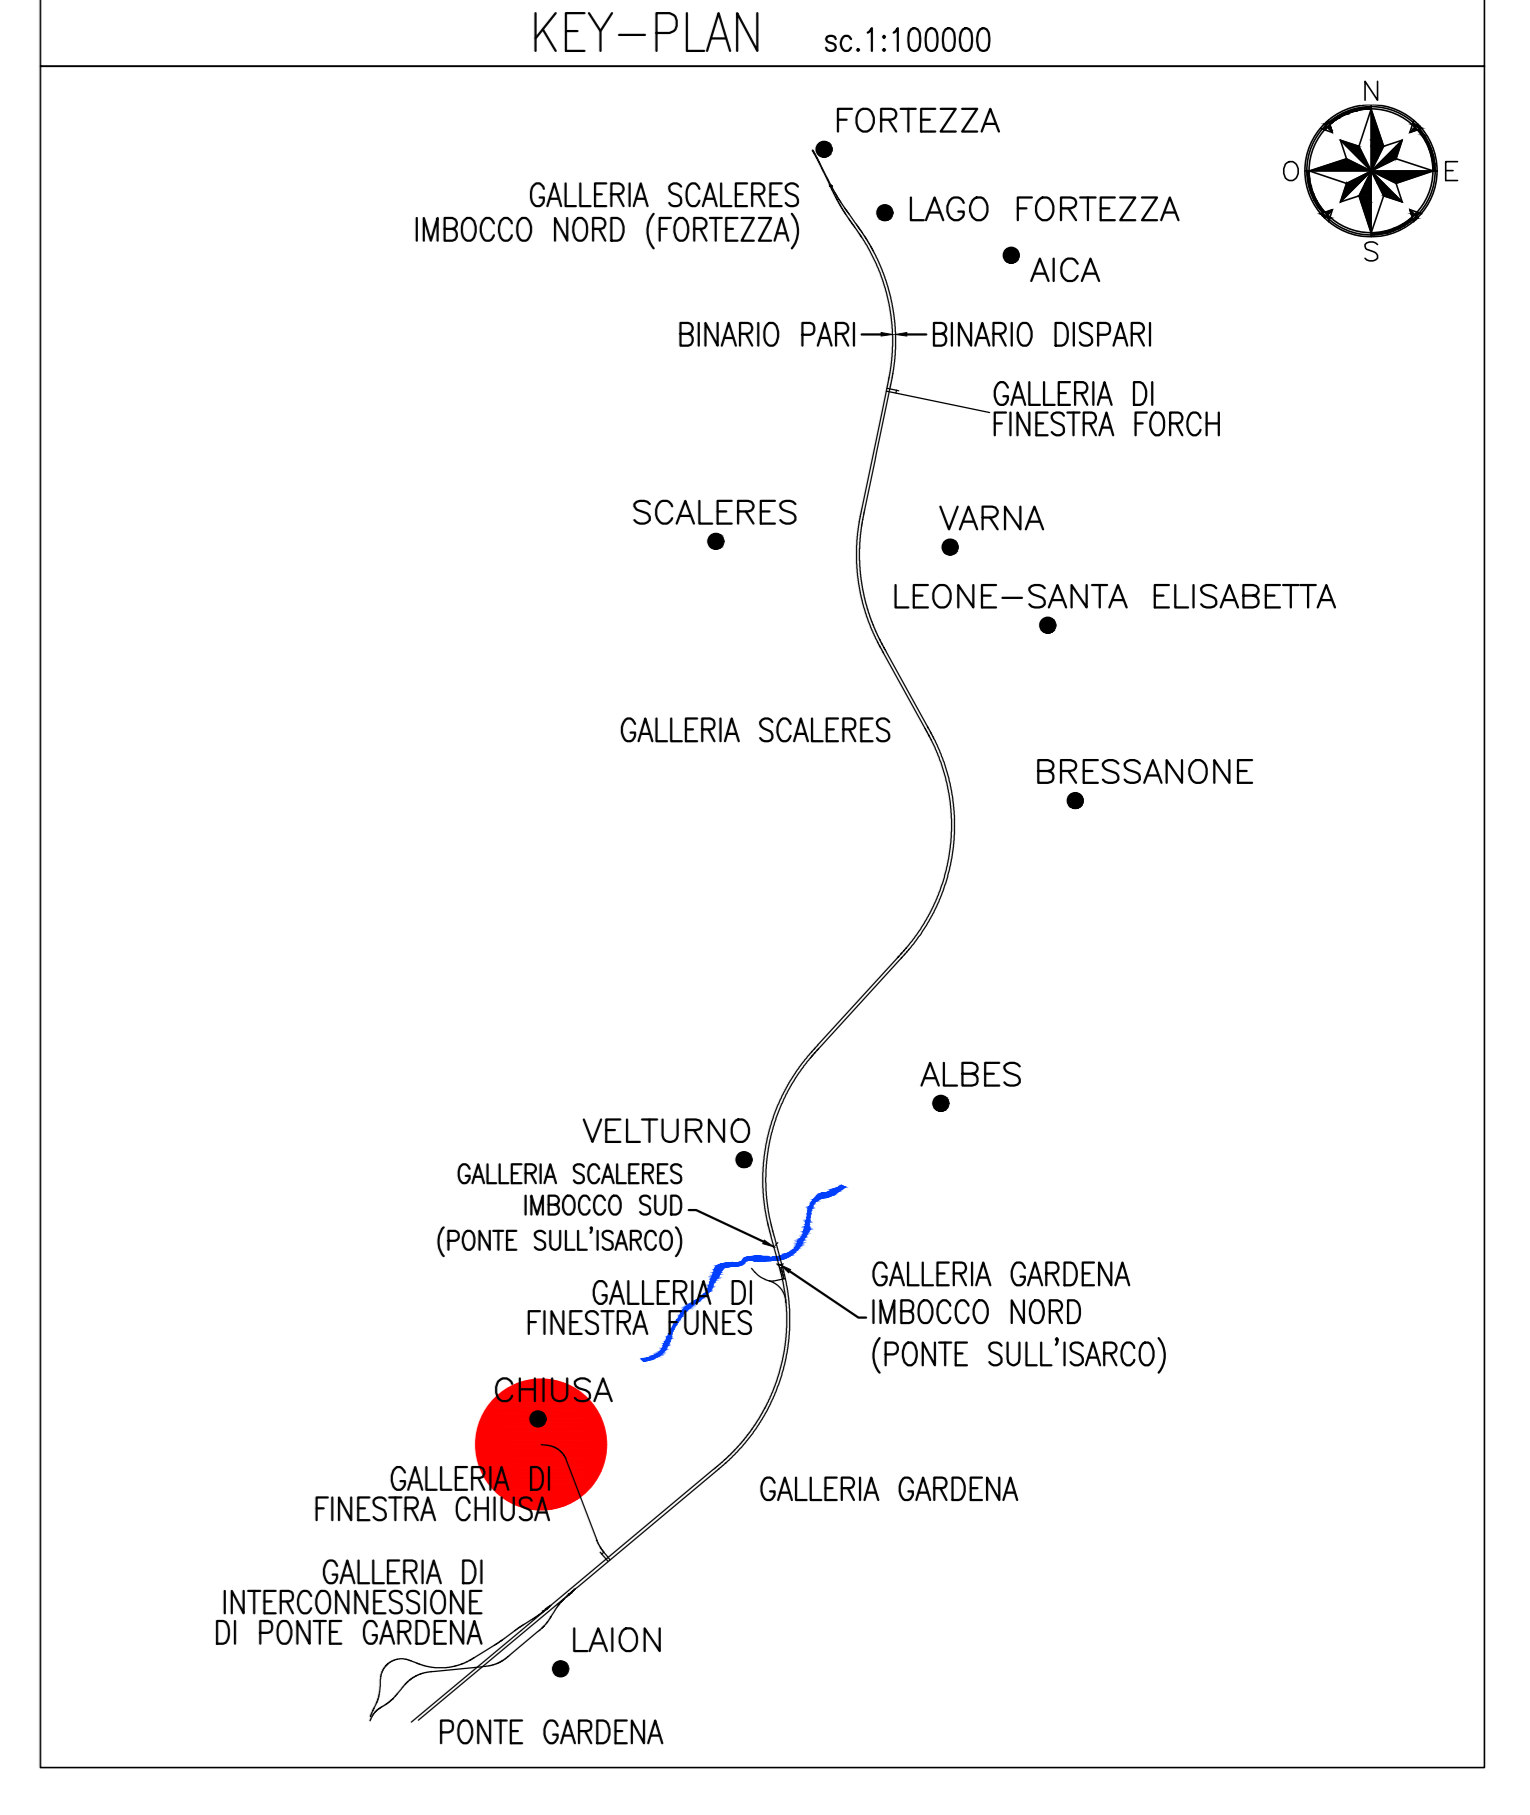 KEY-PLAN sc.1:100000
N
O
E
S
FORTEZZA
GALLERIA SCALERES
IMBOCCO NORD (FORTEZZA)
LAGO FORTEZZA
AICA
BINARIO PARI
BINARIO DISPARI
GALLERIA DI
FINESTRA FORCH
SCALERES
VARNA
LEONE-SANTA ELISABETTA
GALLERIA SCALERES
BRESSANONE
ALBES
VELTURNO
GALLERIA SCALERES
IMBOCCO SUD
(PONTE SULL'ISARCO)
GALLERIA DI
FINESTRA FUNES
GALLERIA GARDENA
IMBOCCO NORD
(PONTE SULL'ISARCO)
CHIUSA
GALLERIA DI
FINESTRA CHIUSA
GALLERIA GARDENA
GALLERIA DI
INTERCONNESSIONE
DI PONTE GARDENA
LAION
PONTE GARDENA